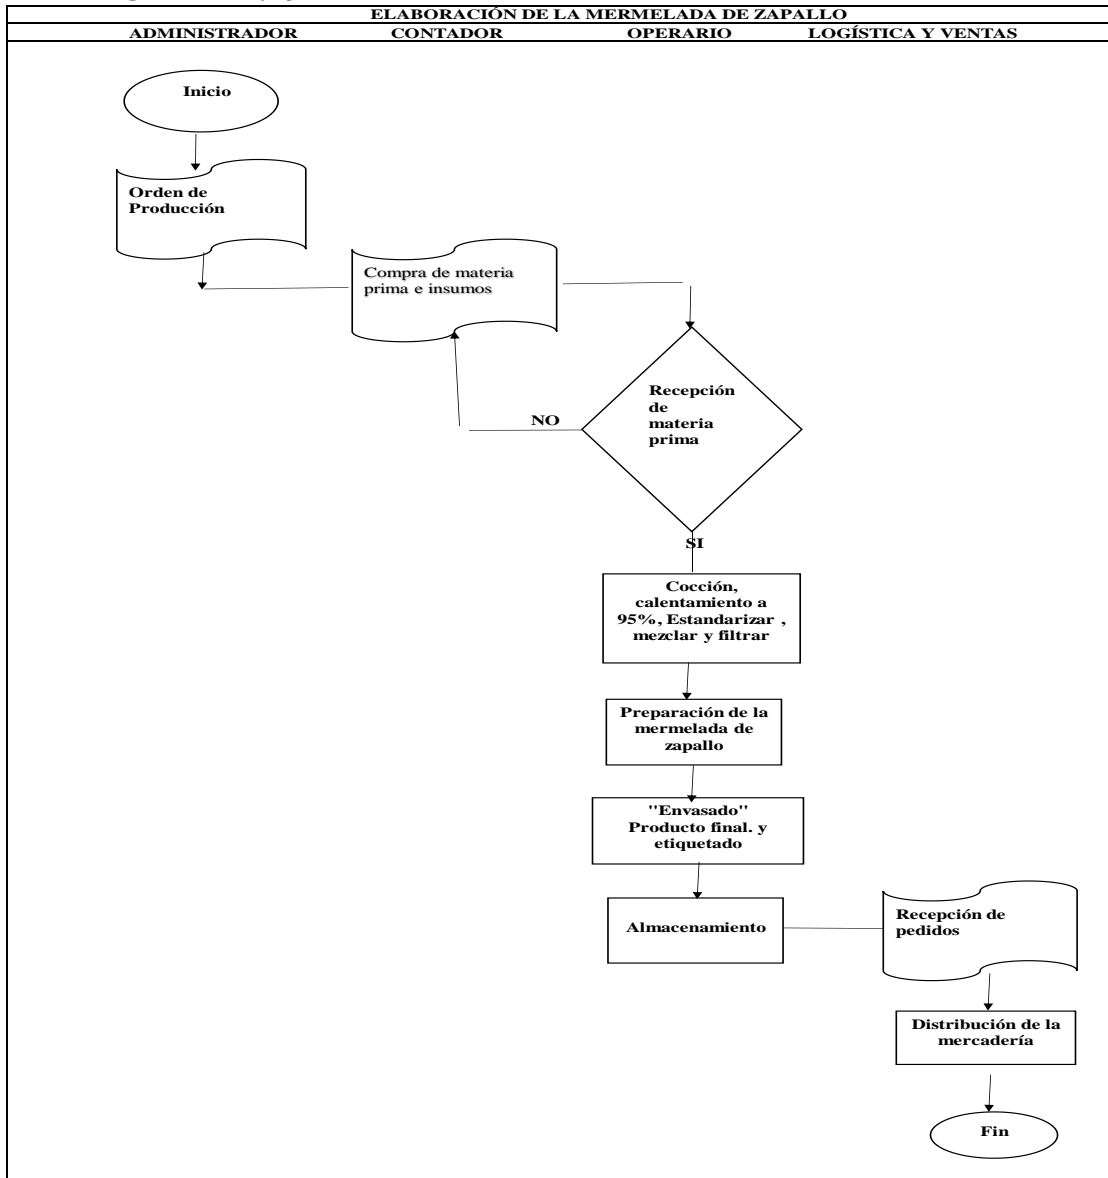 ELABORACIÓN DE LA MERMELADA DE ZAPALLO
ADMINISTRADOR CONTADOR OPERARIO LOGÍSTICA Y VENTAS
Inicio
Orden de
Producción
Compra de materia
prima e insumos
Recepción
de
materia
prima
NO
SI
Cocción,
calentamiento a
95%, Estandarizar ,
mezclar y filtrar
Preparación de la
mermelada de
zapallo
"Envasado"
Producto final. y
etiquetado
Almacenamiento
Recepción de
pedidos
Distribución de la
mercadería
Fin